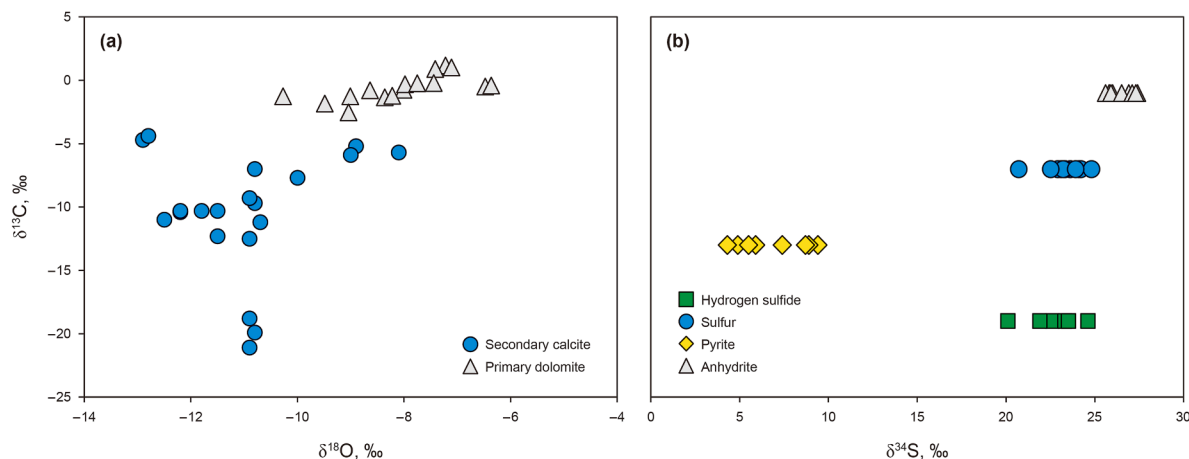 (a)
(b)
5
0
−5
−10
−15
−20
−25
δ13C, ‰
−14
−12
−10
−8
−6
−4
δ18O, ‰
Secondary calcite
Primary dolomite
Hydrogen sulfide
Sulfur
Pyrite
Anhydrite
0
5
10
15
20
25
30
δ34S, ‰